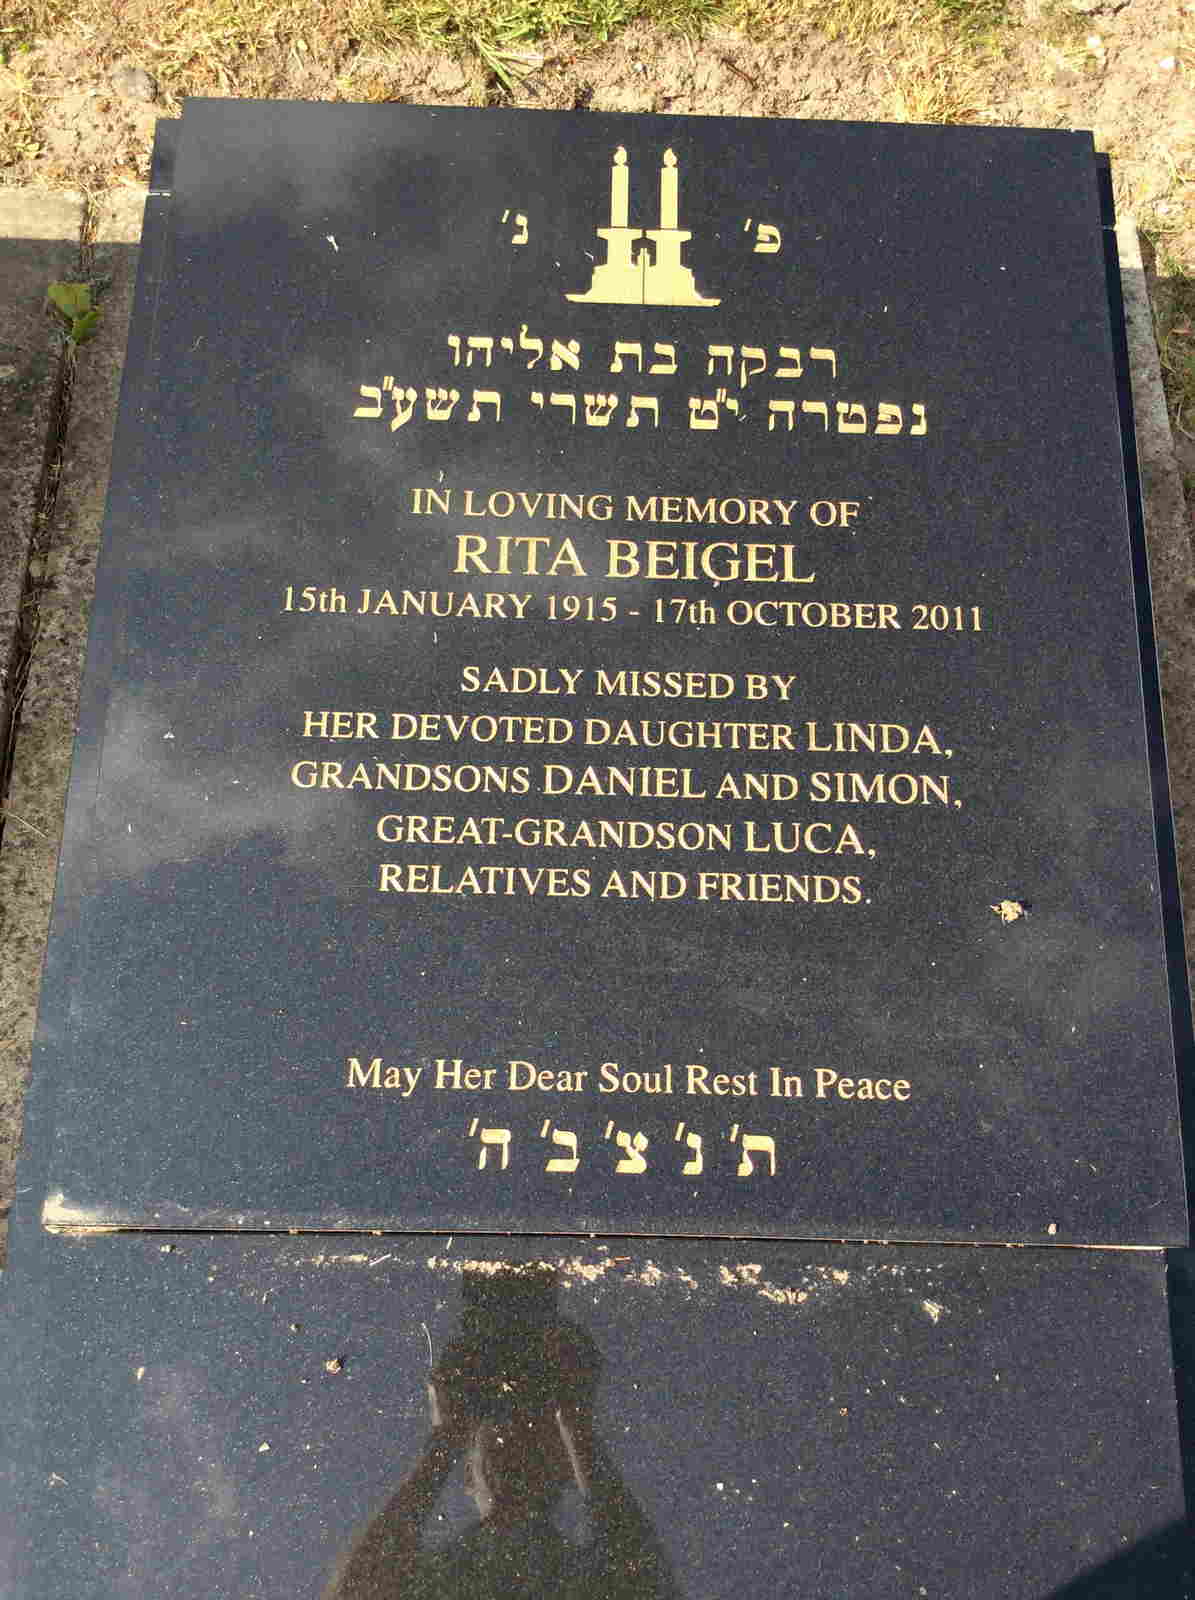 פ' נ'
רבקה בת אליהו
נפטרה י"ט תשרי תשע"ב
IN LOVING MEMORY OF
RITA BEIGEL
15th JANUARY 1915 - 17th OCTOBER 2011
SADLY MISSED BY
HER DEVOTED DAUGHTER LINDA,
GRANDSONS DANIEL AND SIMON,
GREAT-GRANDSON LUCA,
RELATIVES AND FRIENDS.
May Her Dear Soul Rest In Peace
ת' נ' צ' ב' ה'